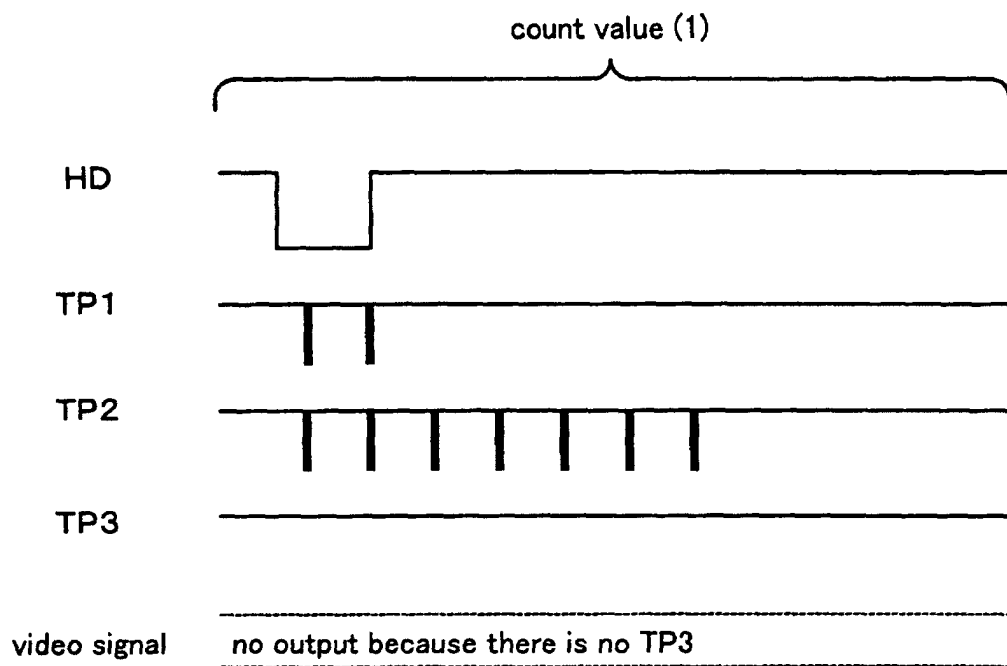 count value (1)
HD
TP1
TP2
TP3
video signal no output because there is no TP3